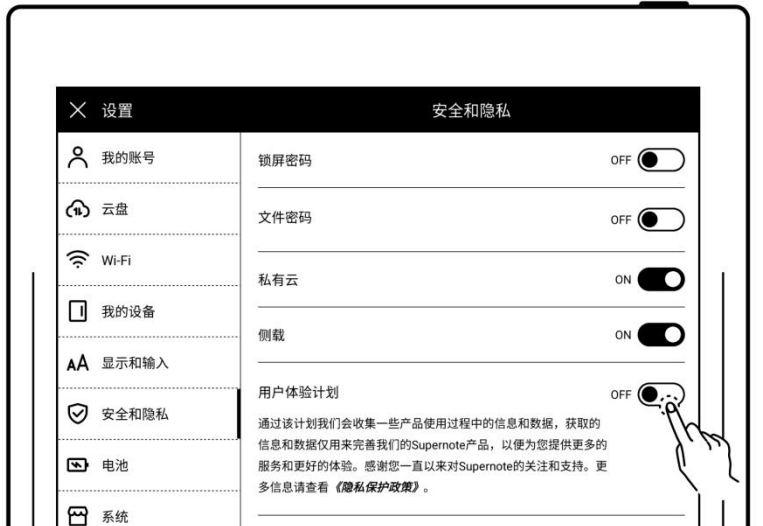 设置
安全和隐私
我的账号
云盘
Wi-Fi
我的设备
AA 显示和输入
安全和隐私
电池
系统
锁屏密码 OFF
文件密码 OFF
私有云 ON
侧载 ON
用户体验计划 OFF
通过该计划我们会收集一些产品使用过程中的信息和数据，获取的
信息和数据仅用来完善我们的Supernote产品，以便为您提供更多的
服务和更好的体验。感谢您一直以来对Supernote的关注和支持。更
多信息请查看《隐私保护政策》。